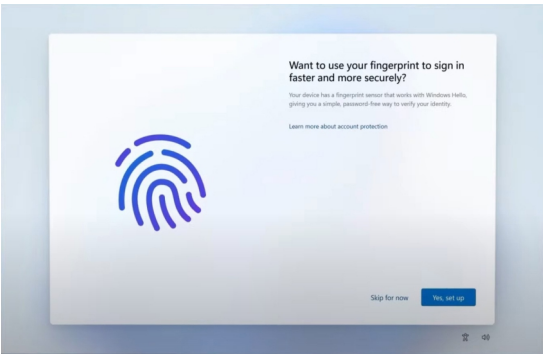 Want to use your fingerprint to sign in
faster and more securely?
Your device has a fingerprint sensor that works with Windows Hello,
giving you a simple, password-free way to verify your identity.
Learn more about account protection
Skip for now
Yes, set up